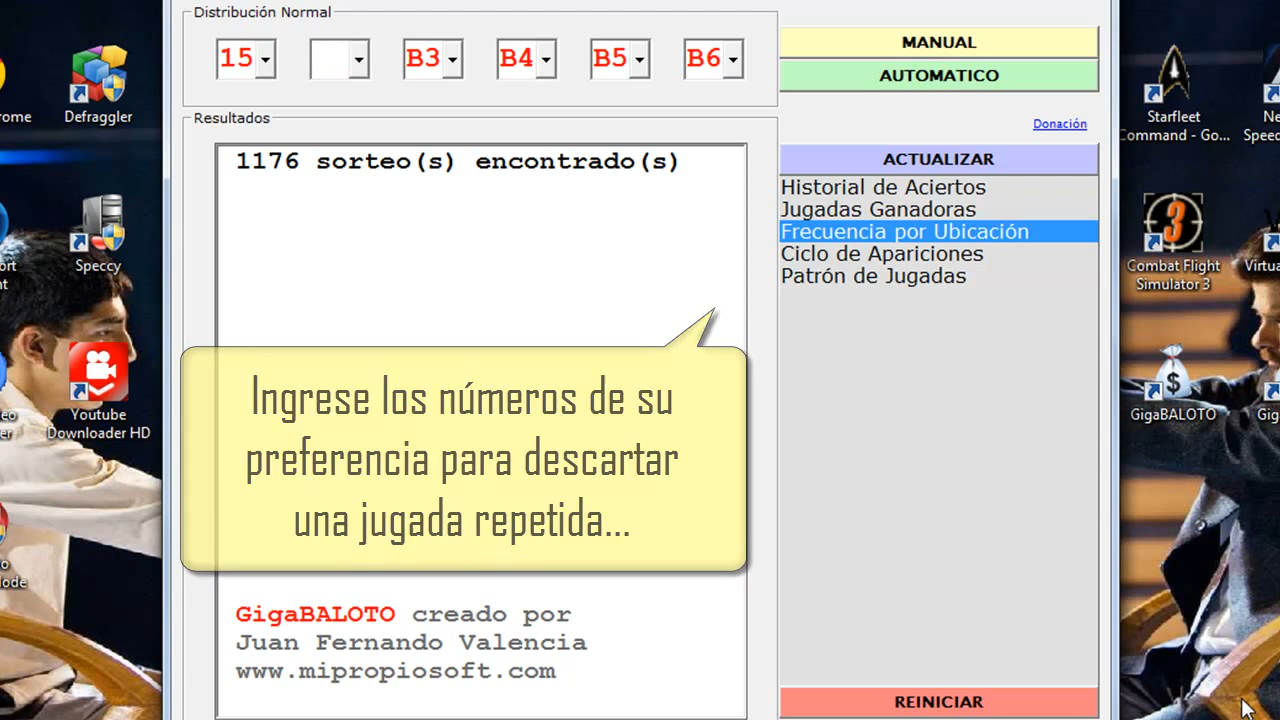 Distribución Normal
15 B3 B4 B5 B6
MANUAL
AUTOMATICO
Donación
Resultados
1176 sorteo(s) encontrado(s)
ACTUALIZAR
Historial de Aciertos
Jugadas Ganadoras
Frecuencia por Ubicación
Ciclo de Apariciones
Patrón de Jugadas
Ingrese los números de su
preferencia para descartar
una jugada repetida...
GigaBALOTO creado por
Juan Fernando Valencia
www.mipropiosoft.com
REINICIAR
Defraggler
Speccy
Youtube
Downloader HD
Starfleet
Command - Go...
3
Combat Flight
Simulator 3
$
GigaBALOTO